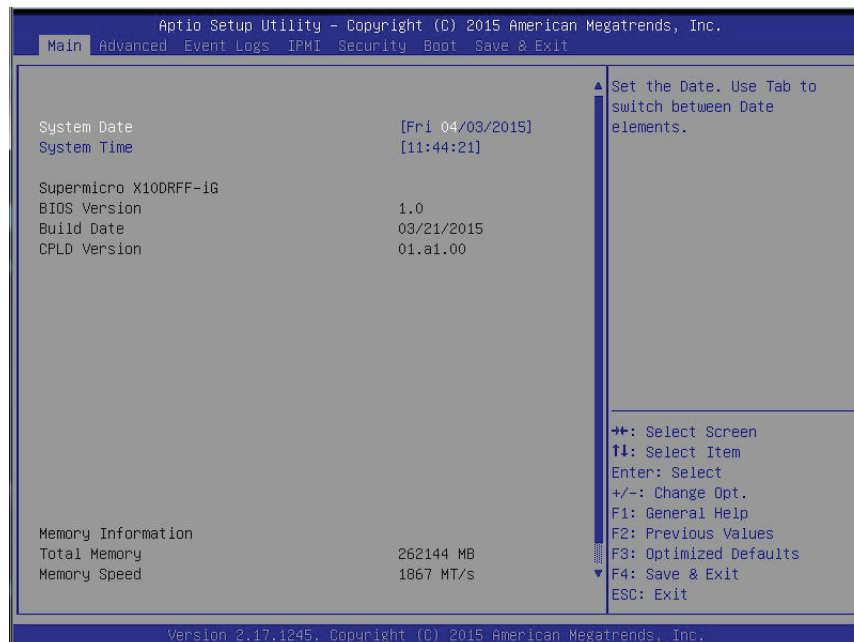 Aptio Setup Utility – Copyright (C) 2015 American Megatrends, Inc.
Main Advanced Event Logs IPMI Security Boot Save & Exit
Set the Date. Use Tab to
switch between Date
elements.
System Date [Fri 04/03/2015]
System Time [11:44:21]
Supermicro X10DRFF-iG
BIOS Version 1.0
Build Date 03/21/2015
CPLD Version 01.a1.00
Memory Information
Total Memory 262144 MB
Memory Speed 1867 MT/s
→←: Select Screen
↑↓: Select Item
Enter: Select
+/-: Change Opt.
F1: General Help
F2: Previous Values
F3: Optimized Defaults
F4: Save & Exit
ESC: Exit
Version 2.17.1245. Copyright (C) 2015 American Megatrends, Inc.